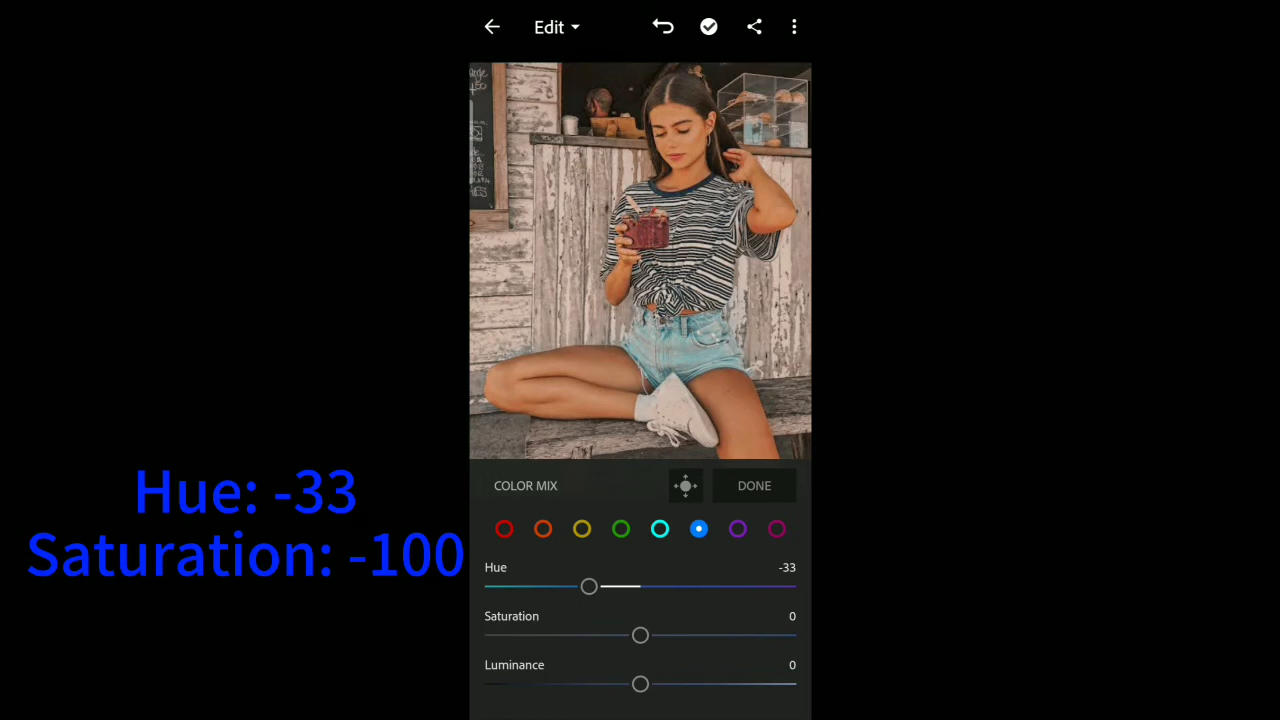 Edit
Hue: -33
Saturation: -100
COLOR MIX
DONE
Hue -33
Saturation 0
Luminance 0